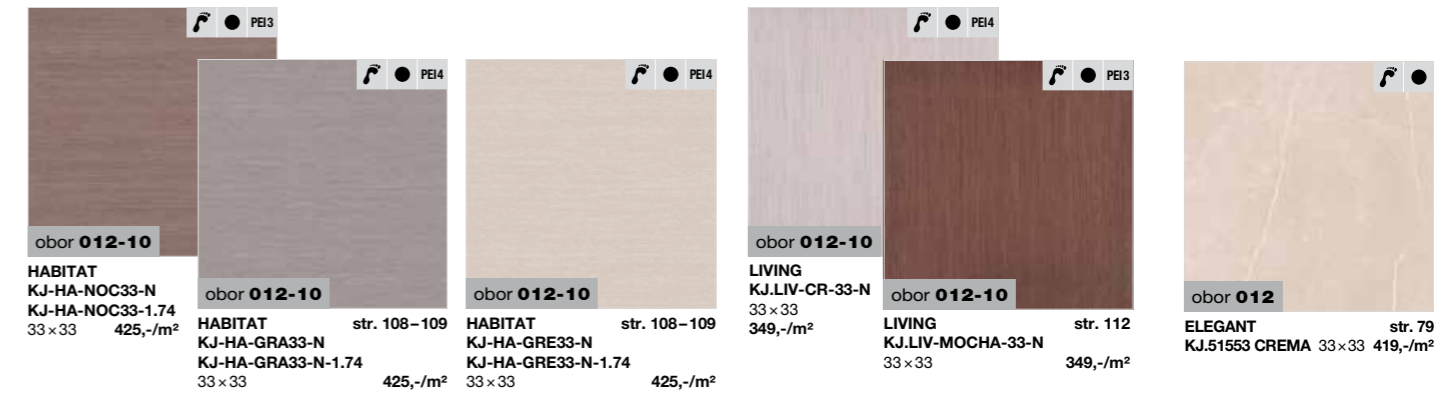 PEI3
obor 012-10
HABITAT
KJ-HA-NOC33-N
KJ-HA-NOC33-1.74
33×33 425,-/m²
PEI4
obor 012-10
HABITAT str. 108–109
KJ-HA-GRA33-N
KJ-HA-GRA33-N-1.74
33×33 425,-/m²
PEI4
obor 012-10
HABITAT str. 108–109
KJ-HA-GRE33-N
KJ-HA-GRE33-N-1.74
33×33 425,-/m²
PEI4
obor 012-10
LIVING
KJ.LIV-CR-33-N
33×33
349,-/m²
PEI3
obor 012-10
LIVING str. 112
KJ.LIV-MOCHA-33-N
33×33 349,-/m²
obor 012
ELEGANT str. 79
KJ.51553 CREMA 33×33 419,-/m²